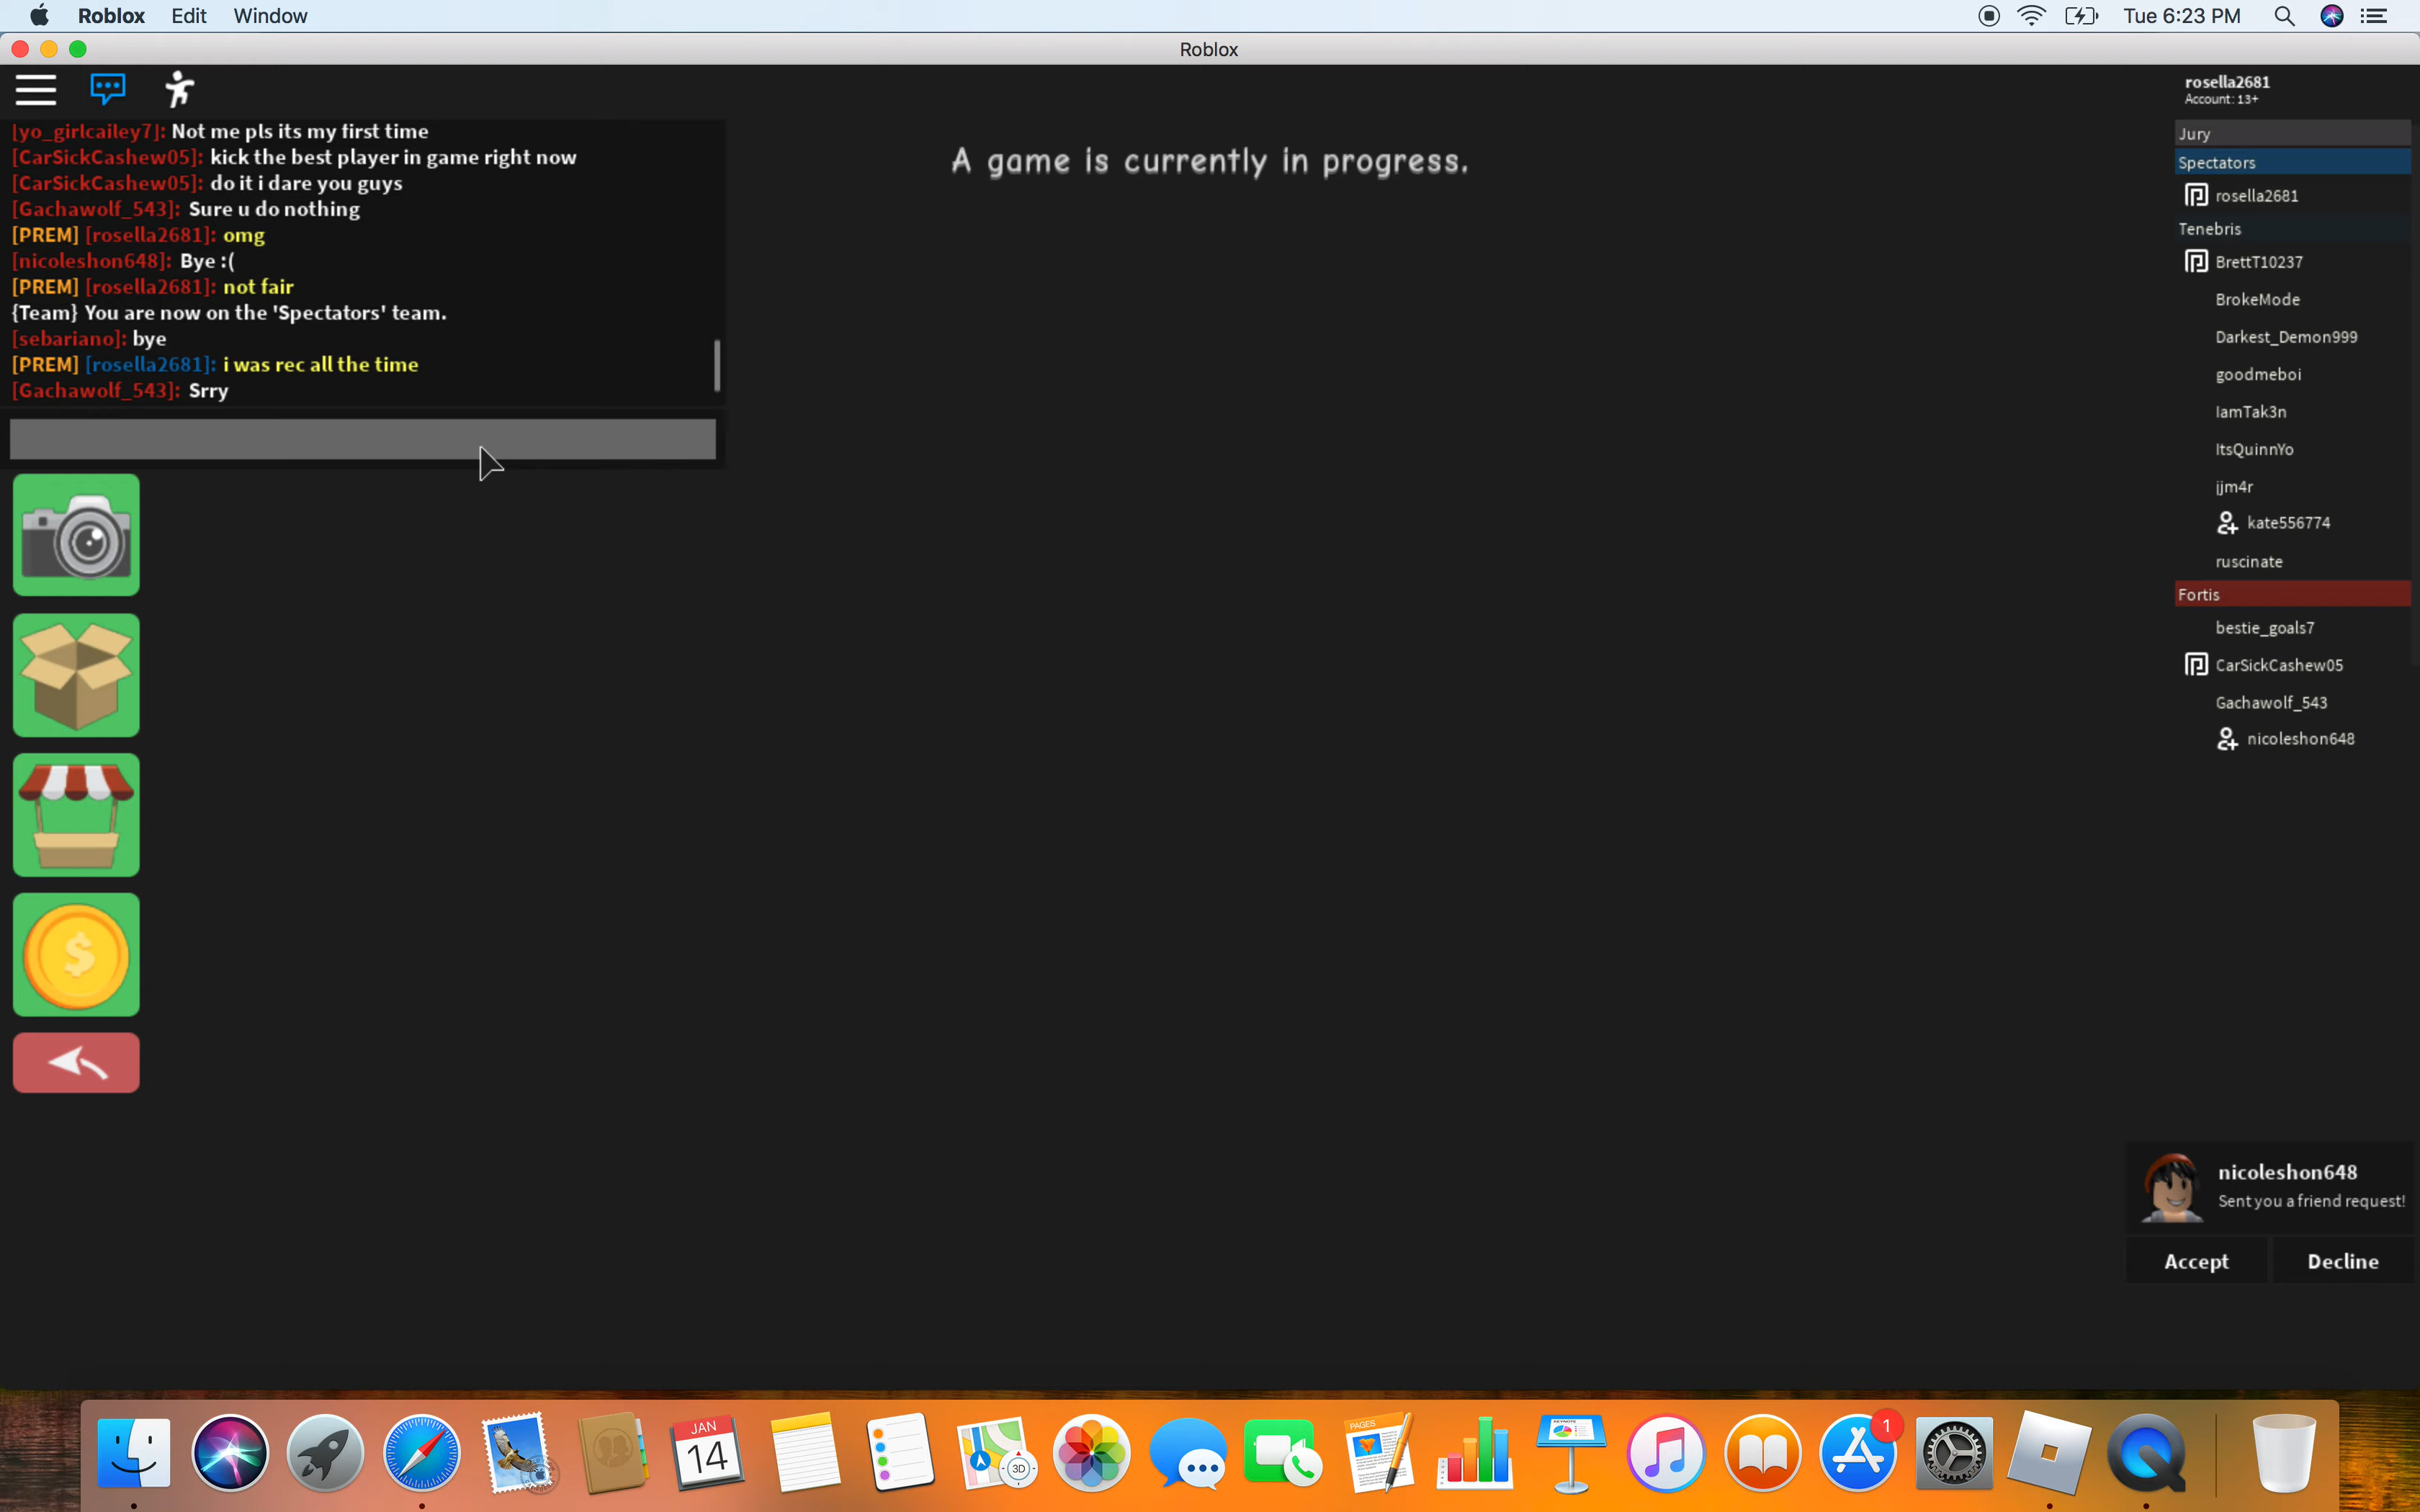 Roblox Edit Window
Tue 6:23 PM
Roblox
[yo_girlcailey7]: Not me pls its my first time
[CarSickCashew05]: kick the best player in game right now
[CarSickCashew05]: do it i dare you guys
[Gachawolf_543]: Sure u do nothing
[PREM] [rosella2681]: omg
[nicoleshon648]: Bye :(
[PREM] [rosella2681]: not fair
{Team} You are now on the 'Spectators' team.
[sebariano]: bye
[PREM] [rosella2681]: i was rec all the time
[Gachawolf_543]: Srry
A game is currently in progress.
rosella2681
Account: 13+
Jury
Spectators
rosella2681
Tenebris
BrettT10237
BrokeMode
Darkest_Demon999
goodmeboi
IamTak3n
ItsQuinnYo
jjm4r
kate556774
ruscinate
Fortis
bestie_goals7
CarSickCashew05
Gachawolf_543
nicoleshon648
nicoleshon648
Sent you a friend request!
Accept Decline
JAN
14
3D
PAGES
KEYNOTE
1